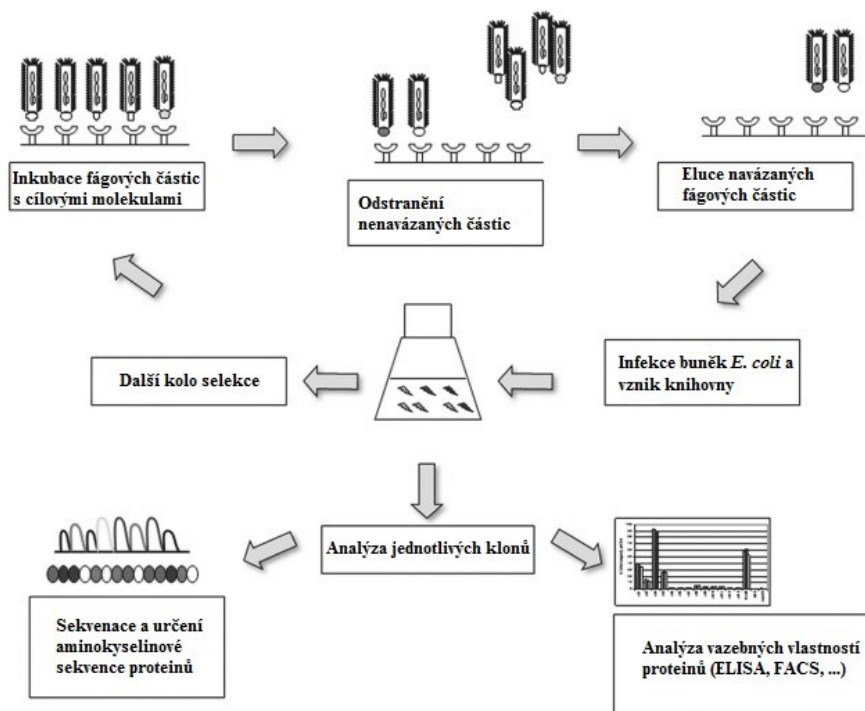 Inkubace fágových částic
s cílovými molekulami
Odstranění
nenavázaných částic
Eluce navázaných
fágových částic
Infekce buněk E. coli a
vznik knihovny
Další kolo selekce
Analýza jednotlivých klonů
Sekvenace a určení
aminokyselinové
sekvence proteinů
Analýza vazebných vlastností
proteinů (ELISA, FACS, ...)